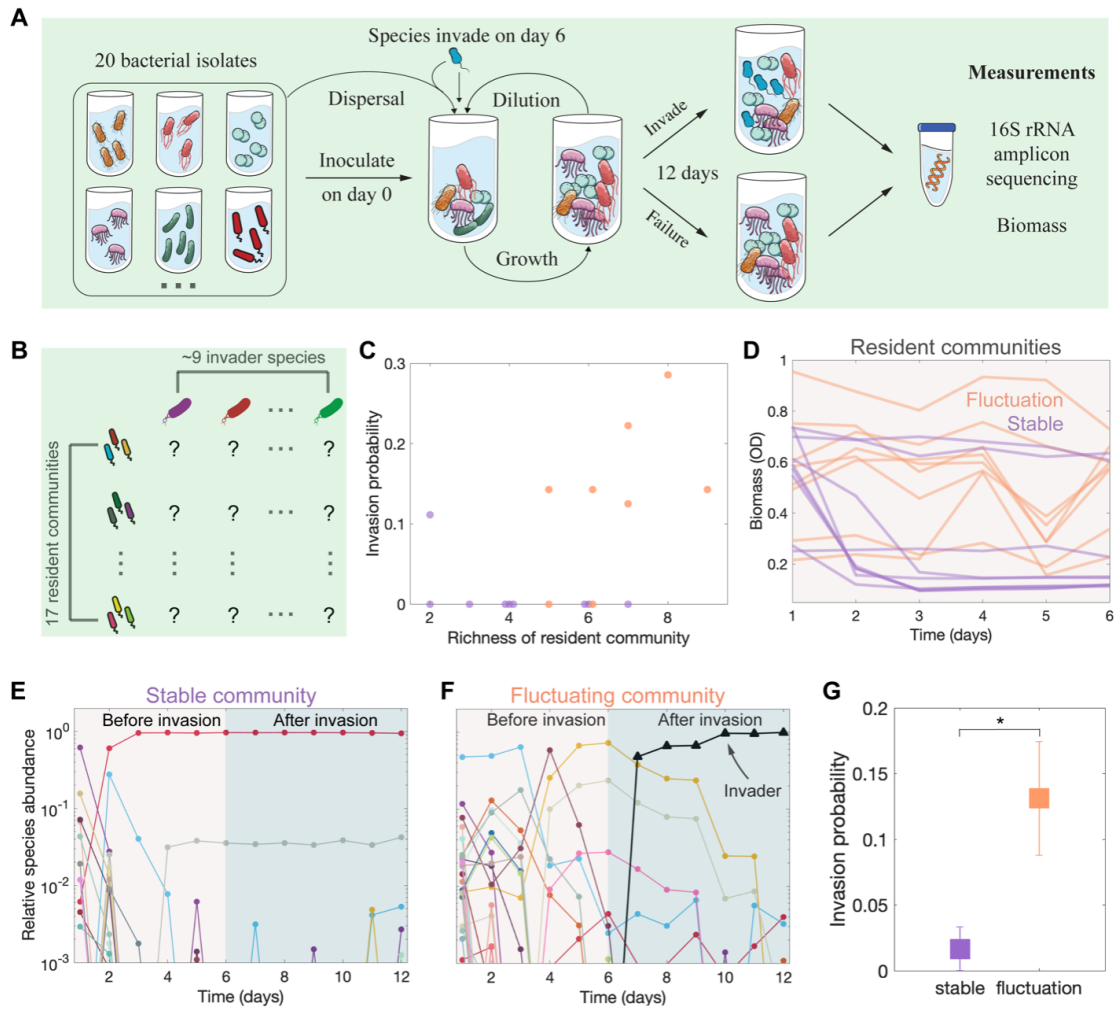 A
20 bacterial isolates
Species invade on day 6
Dispersal
Dilution
Inoculate
on day 0
Growth
Invade
12 days
Failure
Measurements
16S rRNA
amplicon
sequencing
Biomass
B
~9 invader species
17 resident communities
? ? ?
? ? ?
? ? ?
C
Invasion probability
0.3
0.2
0.1
0
2 4 6 8
Richness of resident community
D
Resident communities
Fluctuation
Stable
Biomass (OD)
1
0.8
0.6
0.4
0.2
1 2 3 4 5 6
Time (days)
E
Stable community
Before invasion
After invasion
Relative species abundance
10⁰
10⁻¹
10⁻²
10⁻³
2 4 6 8 10 12
Time (days)
F
Fluctuating community
Before invasion
After invasion
Invader
2 4 6 8 10 12
Time (days)
G
Invasion probability
0.2
0.15
0.1
0.05
0
*
stable fluctuation